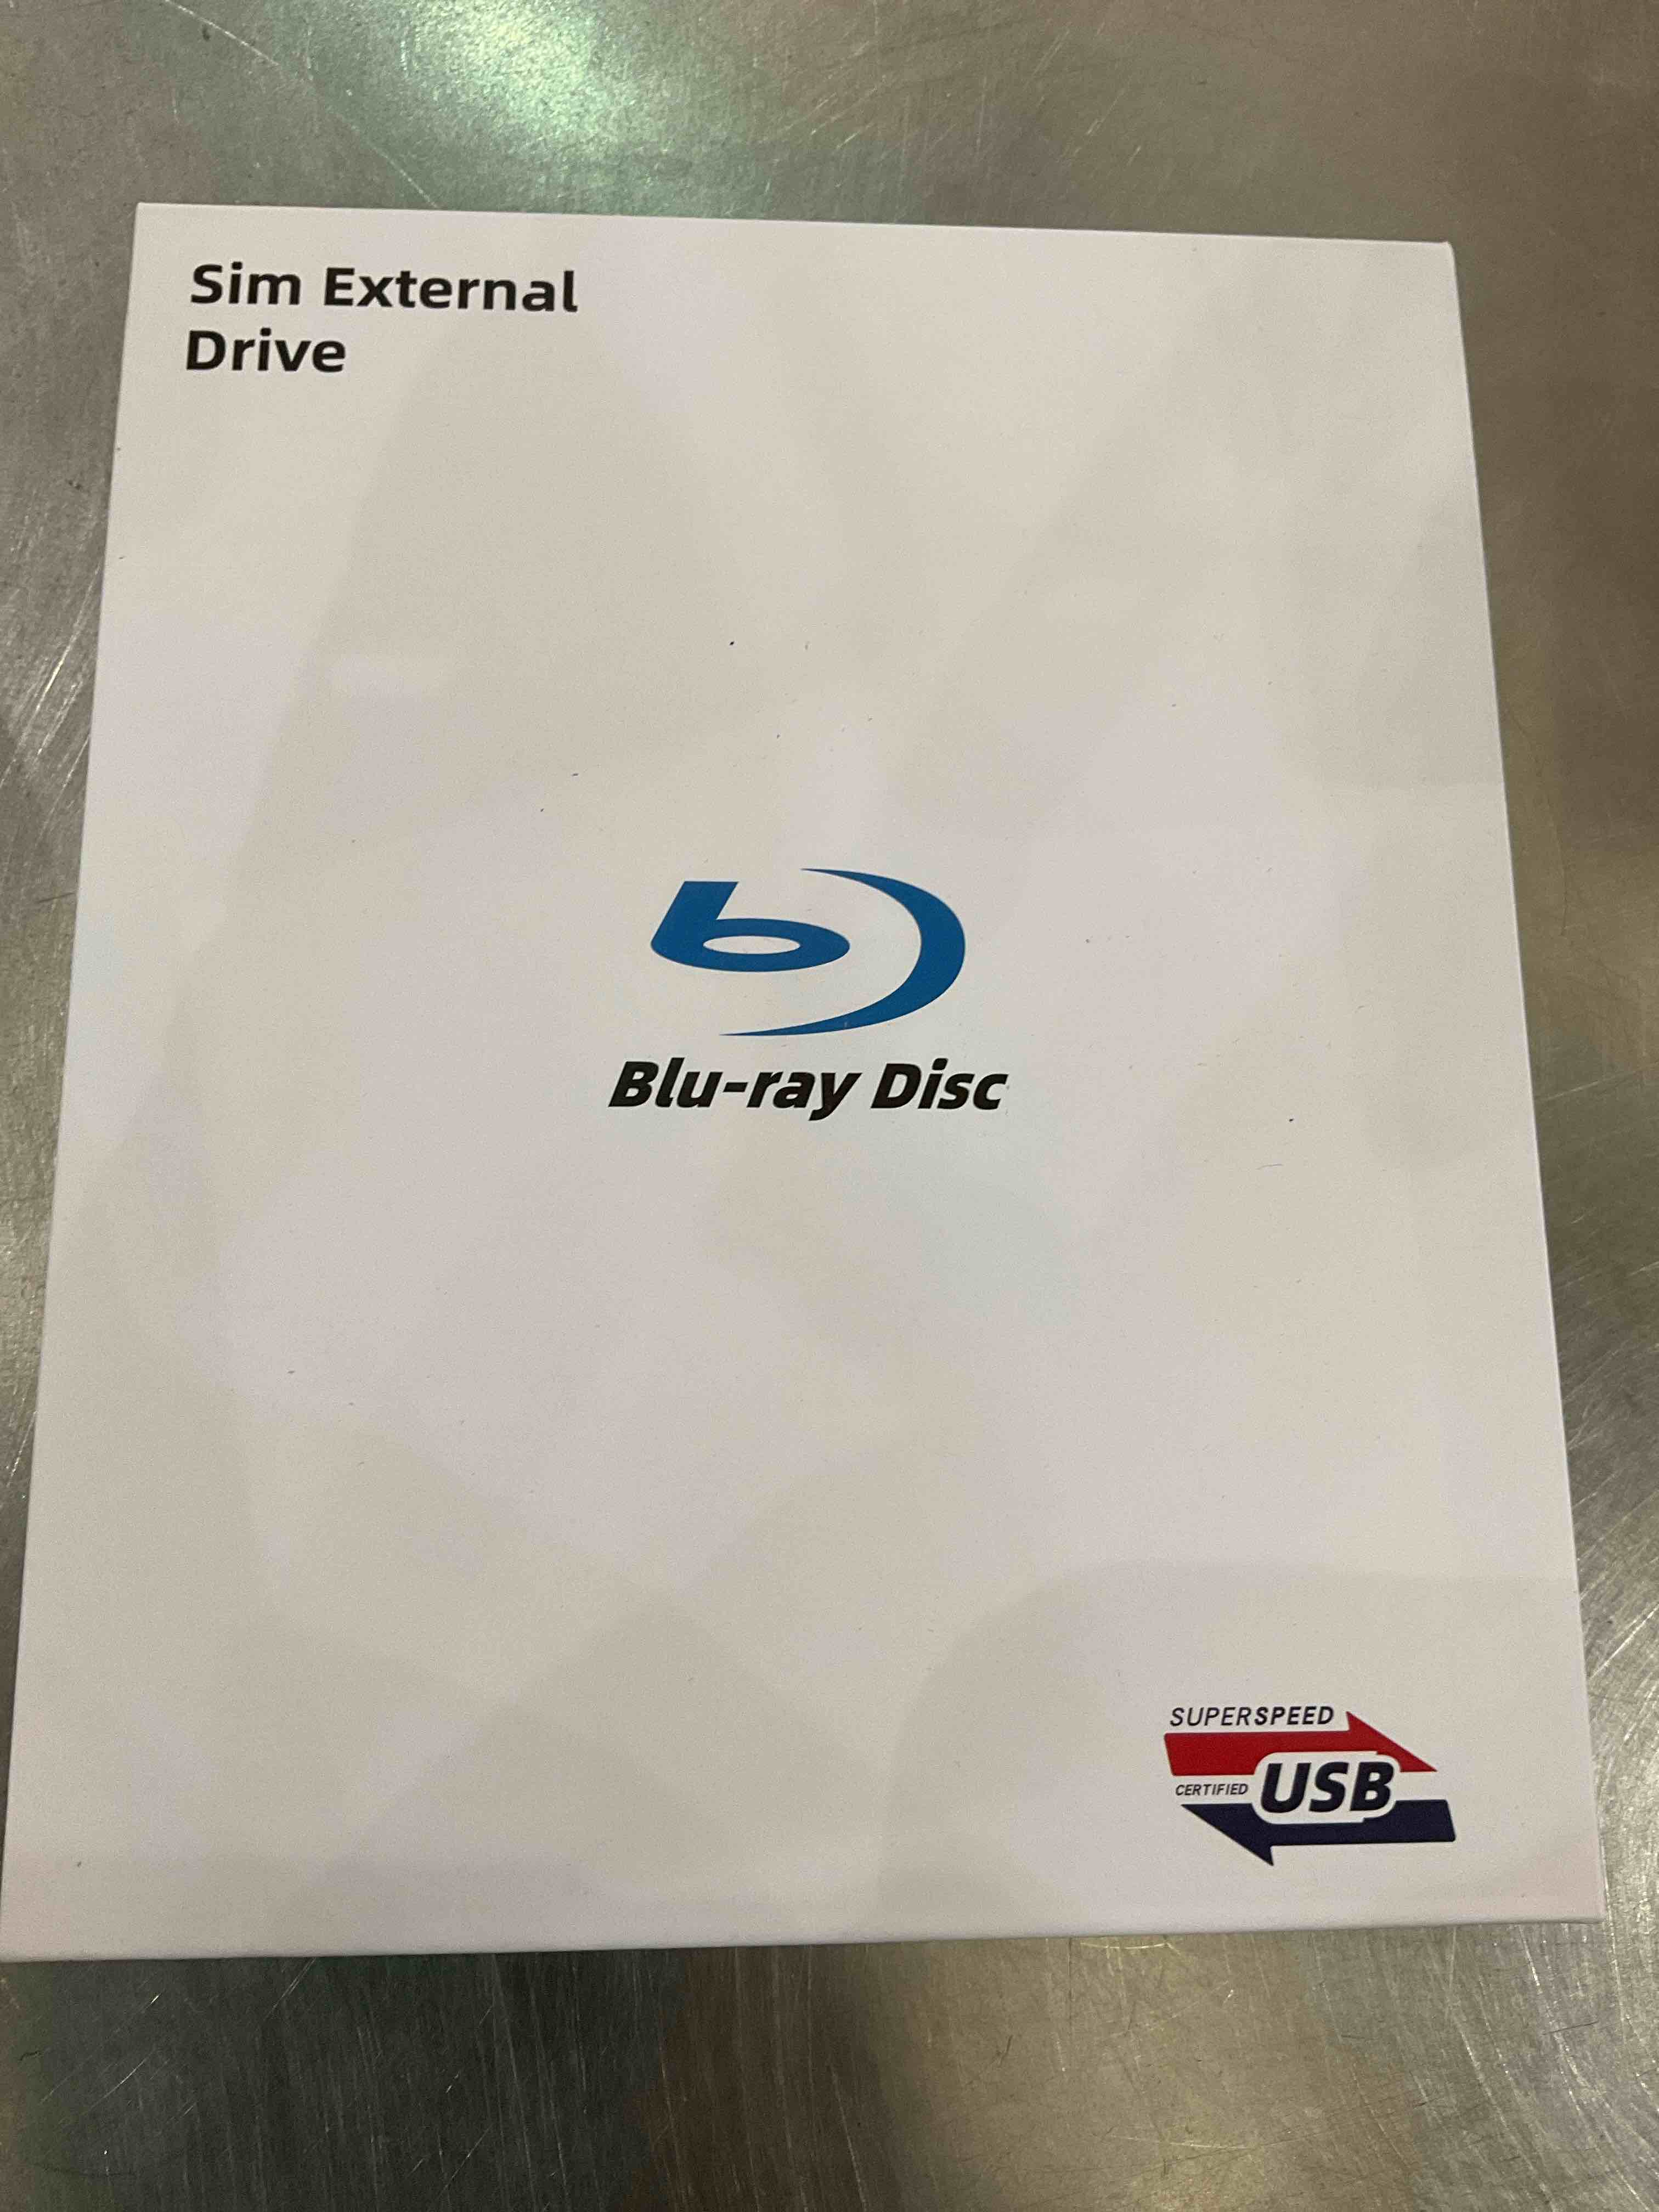 Sim External
Drive
Blu-ray Disc
SUPERSPEED
CERTIFIED USB